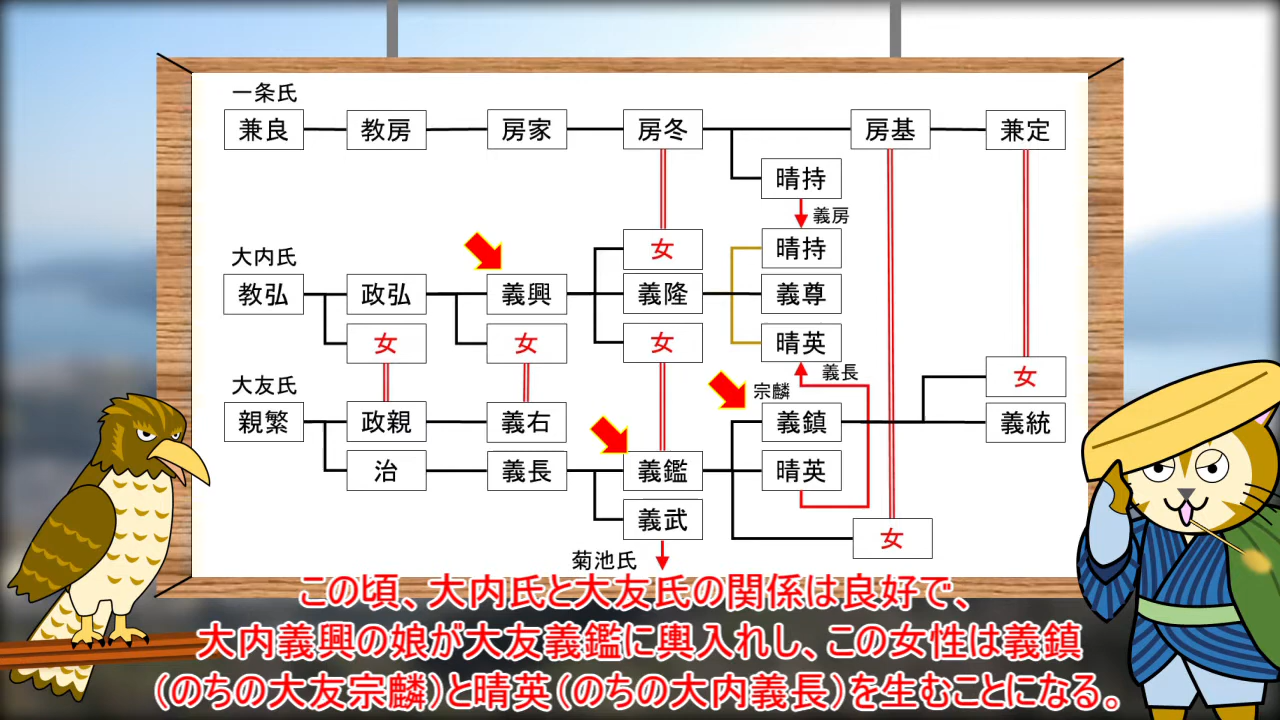 一条氏
兼良 教房 房家 房冬 房基 兼定
晴持
義房
女 晴持
大内氏
教弘 政弘 義興 義隆 義尊
女 女 女 晴英
義長
女
大友氏 宗麟
親繁 政親 義右 義鎮 義統
治 義長 義鑑 晴英
義武
女
菊池氏
この頃、大内氏と大友氏の関係は良好で、
大内義興の娘が大友義鑑に輿入れし、この女性は義鎮
（のちの大友宗麟）と晴英（のちの大内義長）を生むことになる。